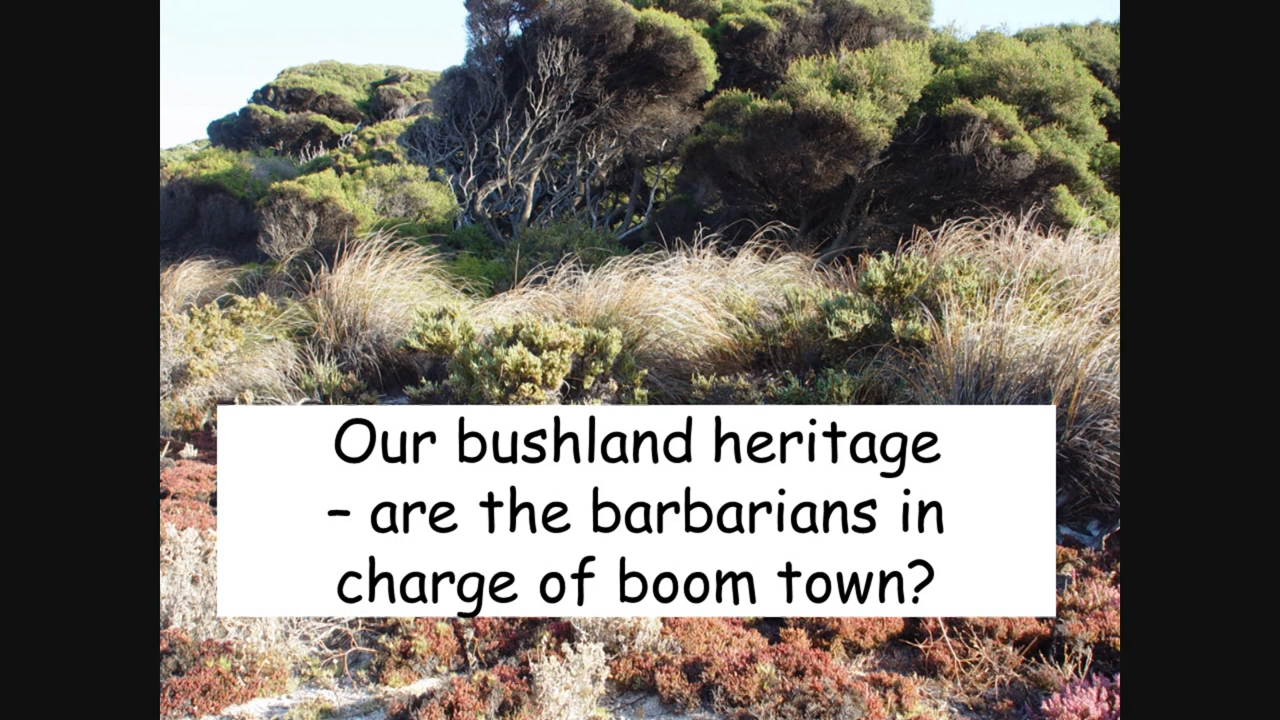 Our bushland heritage
– are the barbarians in
charge of boom town?